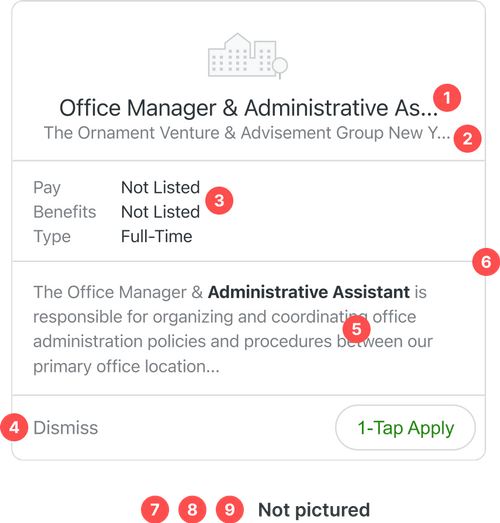 Office Manager & Administrative As... 1
The Ornament Venture & Advisement Group New Y... 2
Pay Not Listed
Benefits Not Listed 3
Type Full-Time
6
The Office Manager & Administrative Assistant is
responsible for organizing and coordinating office
5
administration policies and procedures between our
primary office location...
4 Dismiss 1-Tap Apply
7 8 9 Not pictured